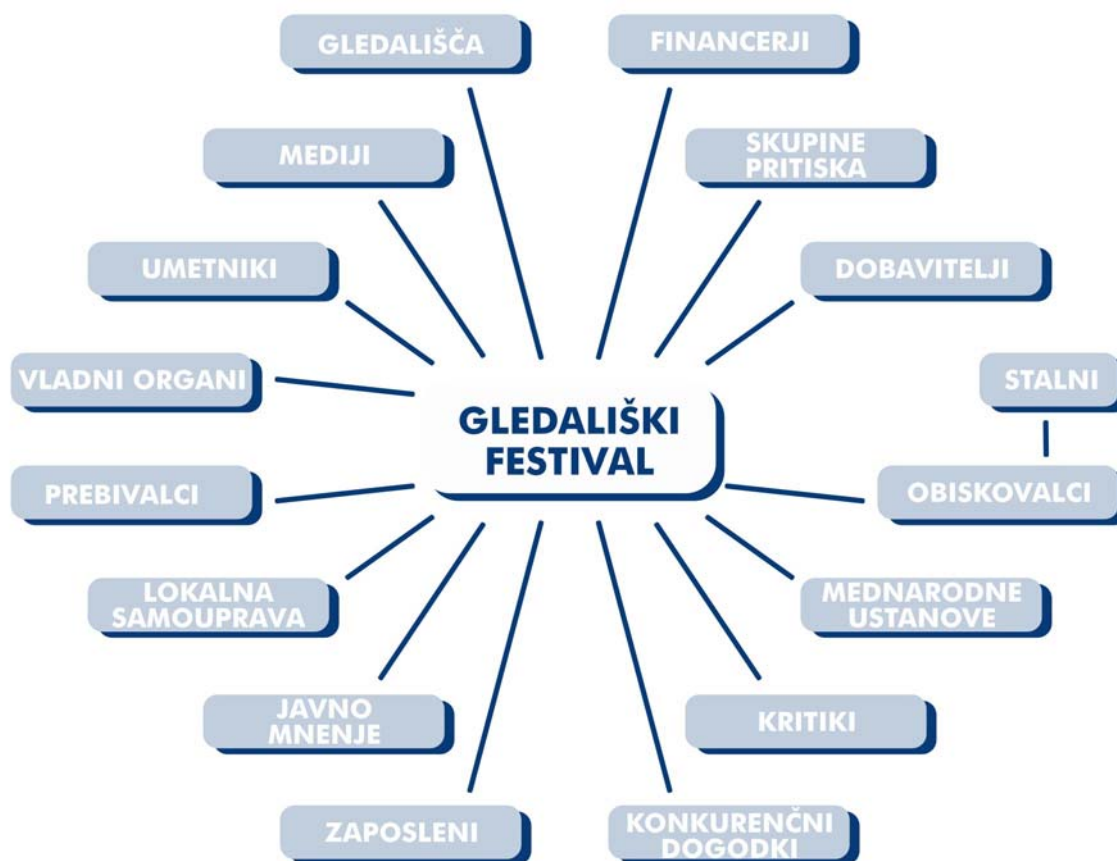 GLEDALIŠČA
FINANCERJI
MEDIJI
SKUPINE
PRITISKA
UMETNIKI
DOBAVITELJI
VLADNI ORGANI
STALNI
GLEDALIŠKI
FESTIVAL
PREBIVALCI
OBISKOVALCI
LOKALNA
SAMOUPRAVA
MEDNARODNE
USTANOVE
JAVNO
MNENJE
KRITIKI
ZAPOSLENI
KONKURENČNI
DOGODKI